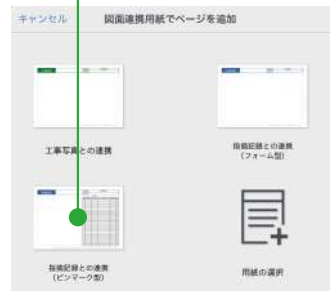 キャンセル 図面連携用紙でページを追加
工事写真との連携
指摘記録との連携
(フォーム型)
指摘記録との連携
(ピンマーク型)
用紙の選択